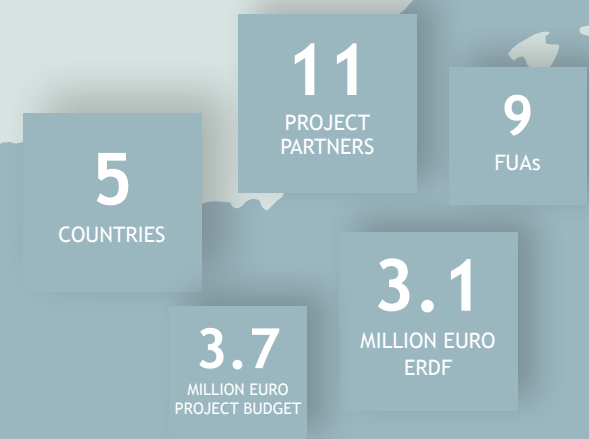 11
PROJECT
PARTNERS
9
FUAs
5
COUNTRIES
3.1
MILLION EURO
ERDF
3.7
MILLION EURO
PROJECT BUDGET